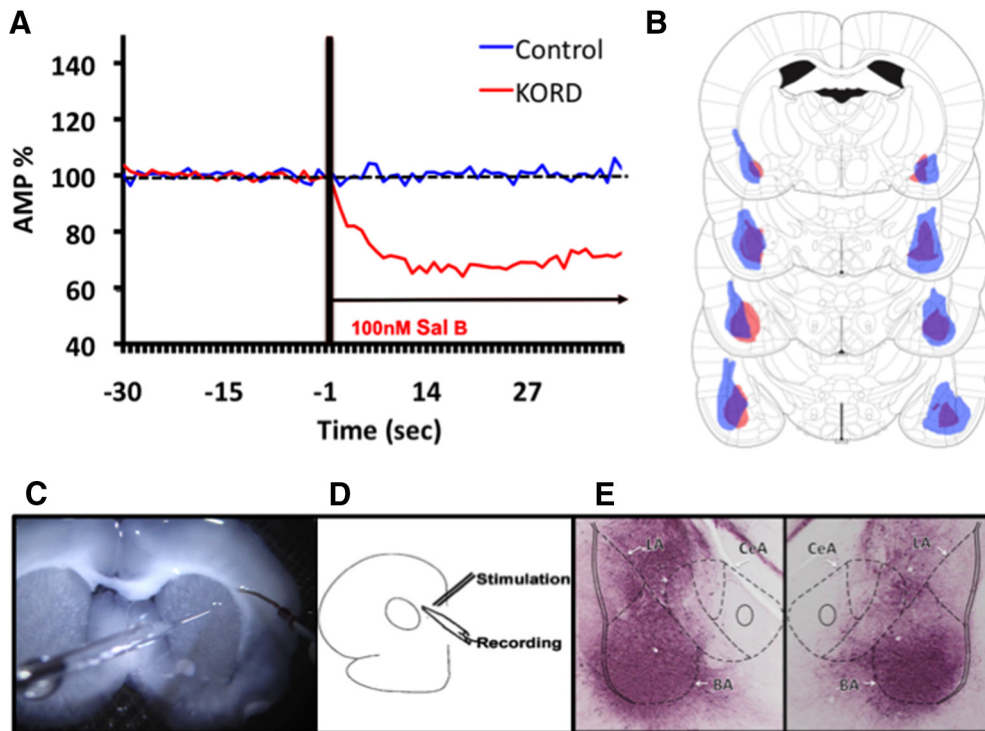 A
AMP %
140
120
100
80
60
40
Control
KORD
100nM Sal B
-30 -15 -1 14 27
Time (sec)
B
C
D
Stimulation
Recording
E
LA CeA
BA
CeA LA
BA